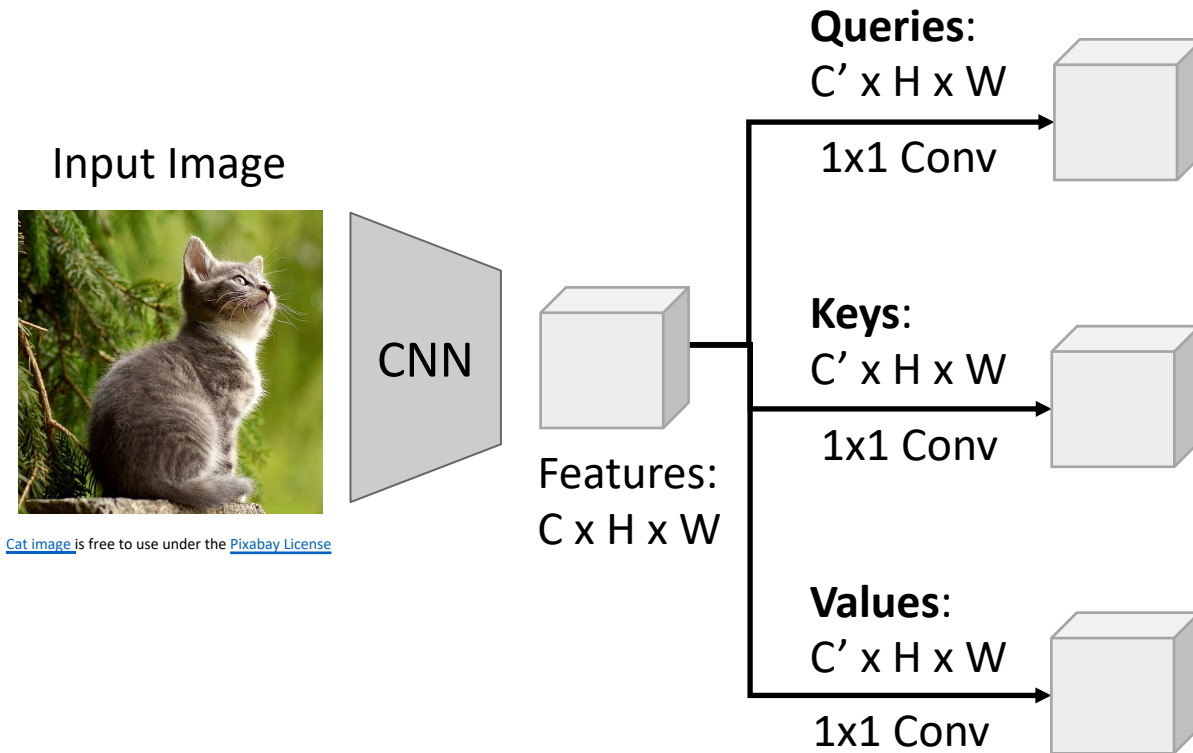 Input Image
Cat image is free to use under the Pixabay License
CNN
Features:
C x H x W
Queries:
C’ x H x W
1x1 Conv
Keys:
C’ x H x W
1x1 Conv
Values:
C’ x H x W
1x1 Conv